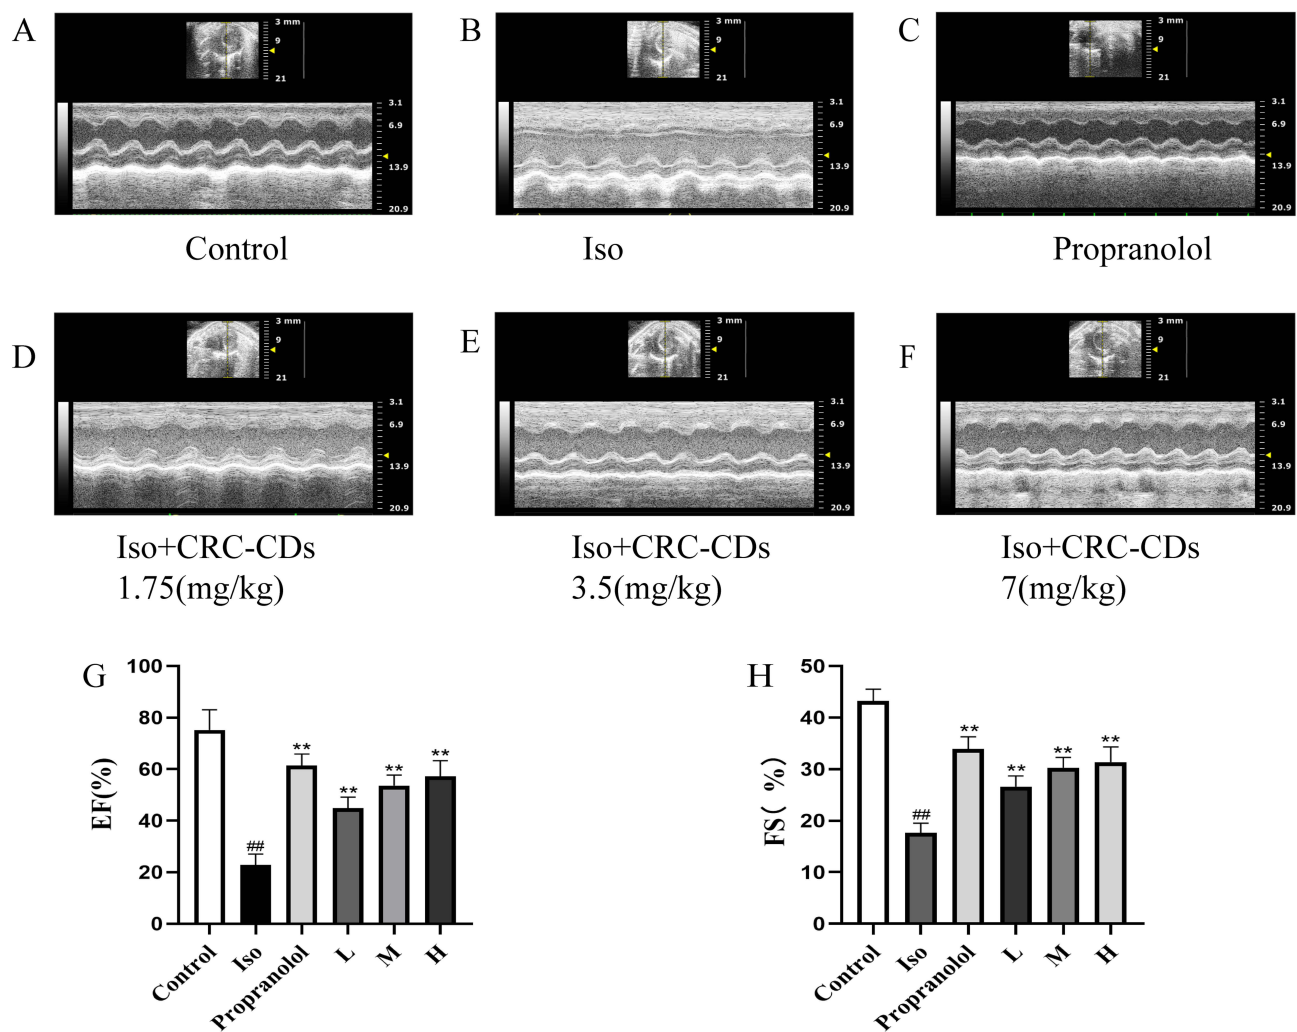 A
3 mm
9
21
3.1
6.9
13.9
20.9
Control
B
3 mm
9
21
3.1
6.9
13.9
20.9
Iso
C
3 mm
9
21
3.1
6.9
13.9
20.9
Propranolol
D
3 mm
9
21
3.1
6.9
13.9
20.9
Iso+CRC-CDs
1.75(mg/kg)
E
3 mm
9
21
3.1
6.9
13.9
20.9
Iso+CRC-CDs
3.5(mg/kg)
F
3 mm
9
21
3.1
6.9
13.9
20.9
Iso+CRC-CDs
7(mg/kg)
G
EF(%)
100
80
60
40
20
0
##
**
**
**
**
Control
Iso
Propranolol
L
M
H
H
FS( %)
50
40
30
20
10
0
##
**
**
**
**
Control
Iso
Propranolol
L
M
H